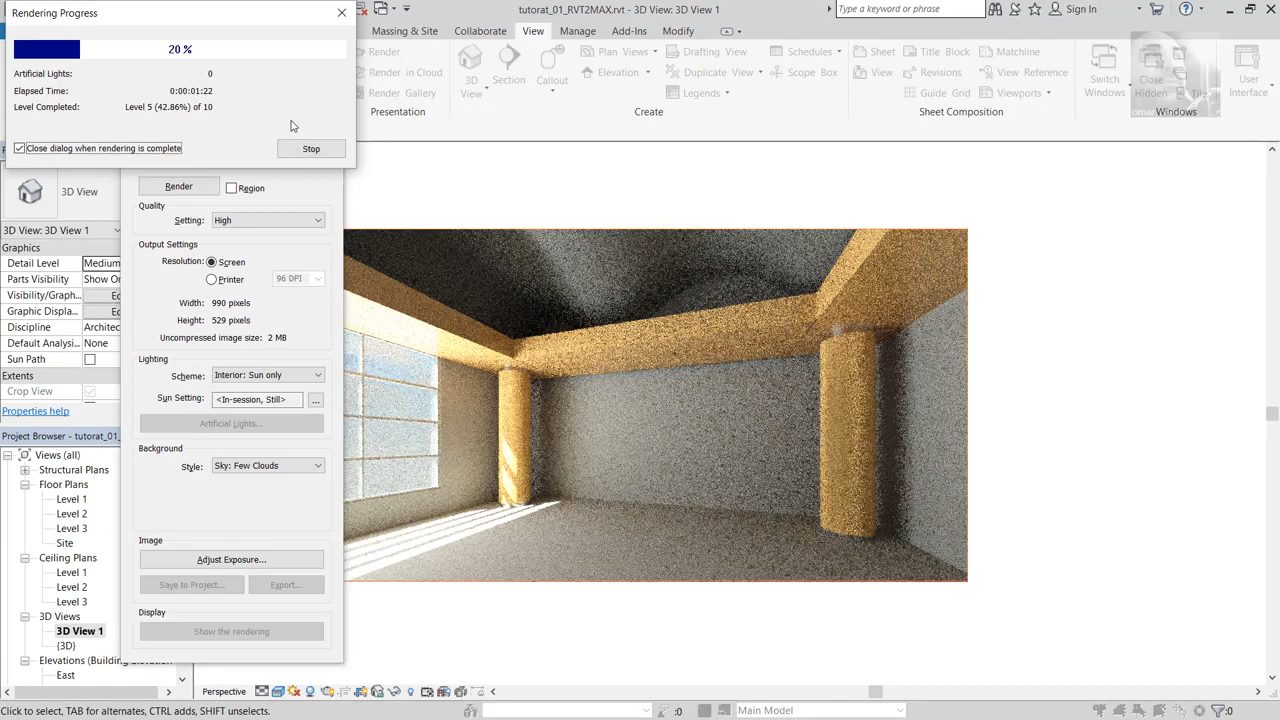 Rendering Progress
tutorat_01_RVT2MAX.rvt - 3D View: 3D View 1
Type a keyword or phrase
Sign In
Massing & Site
Collaborate
View
Manage
Add-Ins
Modify
20 %
Artificial Lights: 0
Elapsed Time: 0:00:01:22
Level Completed: Level 5 (42.86%) of 10
Close dialog when rendering is complete
Stop
Render
Render in Cloud
Render Gallery
Presentation
3D
View
Section
Callout
Plan Views
Elevation
Drafting View
Duplicate View
Legends
Schedules
Scope Box
Create
Sheet
View
Title Block
Revisions
Guide Grid
Matchline
View Reference
Viewports
Sheet Composition
Switch
Windows
Close
Hidden
Tile
User
Interface
Windows
3D View
3D View: 3D View 1
Graphics
Detail Level Medium
Parts Visibility Show Or
Visibility/Graph...
Graphic Displa...
Discipline Architec
Default Analysi... None
Sun Path
Extents
Crop View
Properties help
Project Browser - tutorat_01_
Views (all)
Structural Plans
Floor Plans
Level 1
Level 2
Level 3
Site
Ceiling Plans
Level 1
Level 2
Level 3
3D Views
3D View 1
{3D}
Elevations (Building Elevation
East
Render
Region
Quality
Setting: High
Output Settings
Resolution: Screen
Printer 96 DPI
Width: 990 pixels
Height: 529 pixels
Uncompressed image size: 2 MB
Lighting
Scheme: Interior: Sun only
Sun Setting: <In-session, Still> ...
Artificial Lights...
Background
Style: Sky: Few Clouds
Image
Adjust Exposure...
Save to Project...
Export...
Display
Show the rendering
Perspective
Click to select, TAB for alternates, CTRL adds, SHIFT unselects.
:0
Main Model
:0